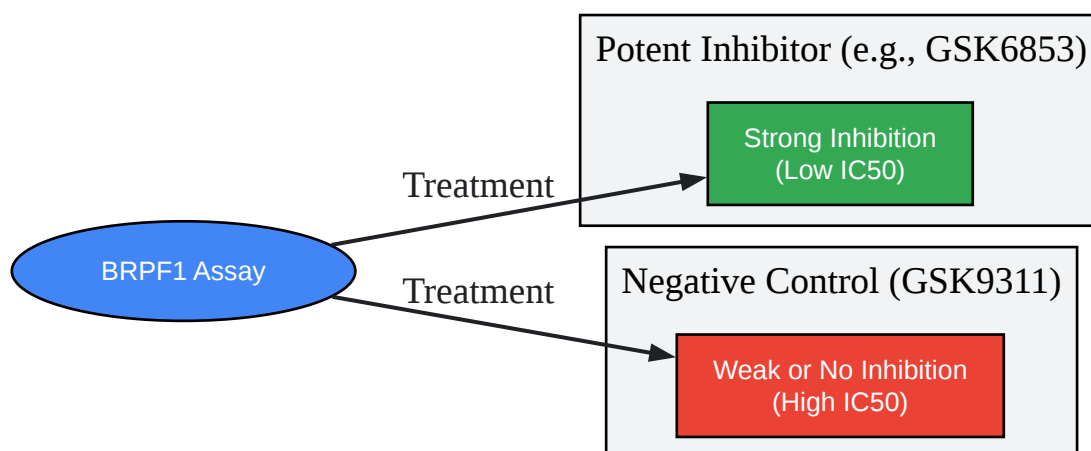 Potent Inhibitor (e.g., GSK6853)
Strong Inhibition
(Low IC50)
Treatment
BRPF1 Assay
Treatment
Negative Control (GSK9311)
Weak or No Inhibition
(High IC50)